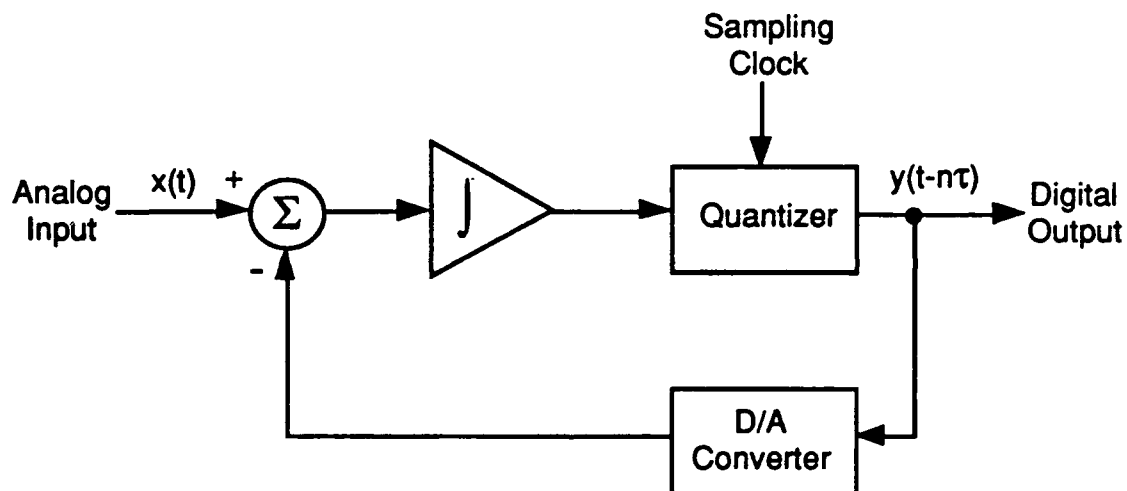 Sampling
Clock
Analog
Input
x(t)
+
Σ
-
∫
Quantizer
y(t-nτ)
Digital
Output
D/A
Converter